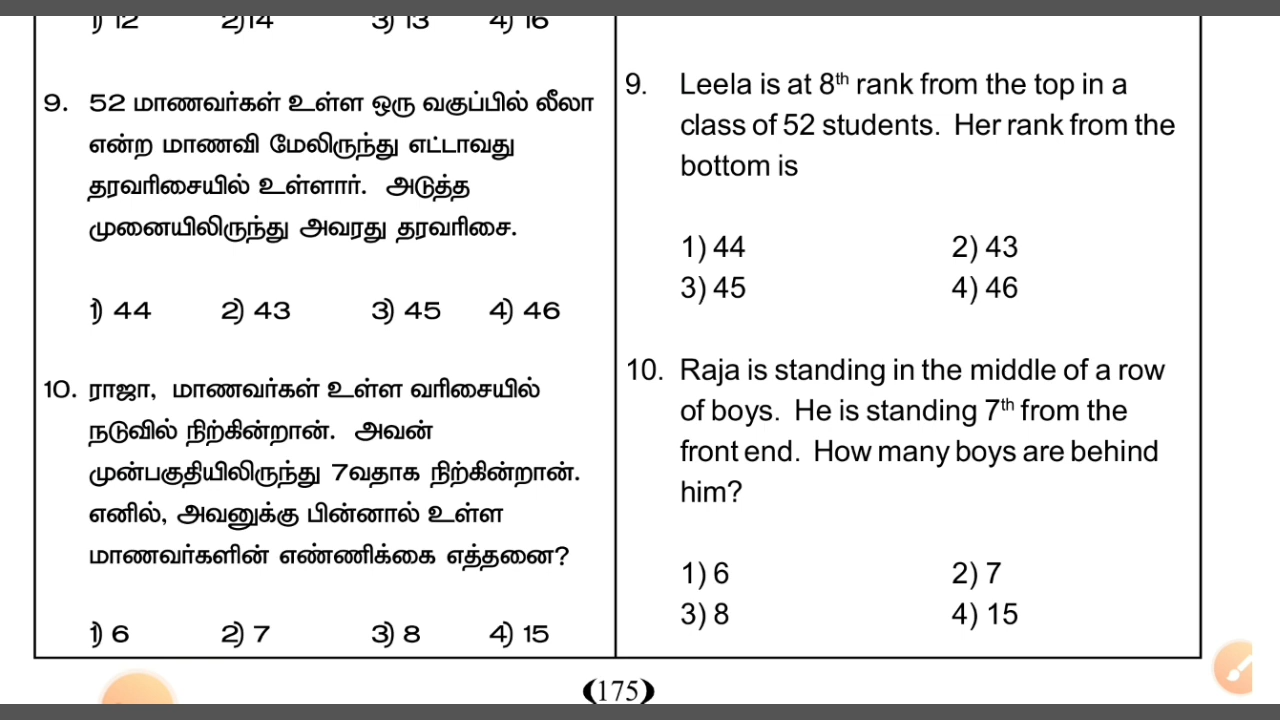 1) 12 2) 14 3) 13 4) 16
9. 52 மாணவர்கள் உள்ள ஒரு வகுப்பில் லீலா
என்ற மாணவி மேலிருந்து எட்டாவது
தரவரிசையில் உள்ளார். அடுத்த
முனையிலிருந்து அவரது தரவரிசை.
1) 44 2) 43 3) 45 4) 46
10. ராஜா, மாணவர்கள் உள்ள வரிசையில்
நடுவில் நிற்கின்றான். அவன்
முன்பகுதியிலிருந்து 7வதாக நிற்கின்றான்.
எனில், அவனுக்கு பின்னால் உள்ள
மாணவர்களின் எண்ணிக்கை எத்தனை?
1) 6 2) 7 3) 8 4) 15
9. Leela is at 8th rank from the top in a
class of 52 students. Her rank from the
bottom is
1) 44 2) 43
3) 45 4) 46
10. Raja is standing in the middle of a row
of boys. He is standing 7th from the
front end. How many boys are behind
him?
1) 6 2) 7
3) 8 4) 15
(175)